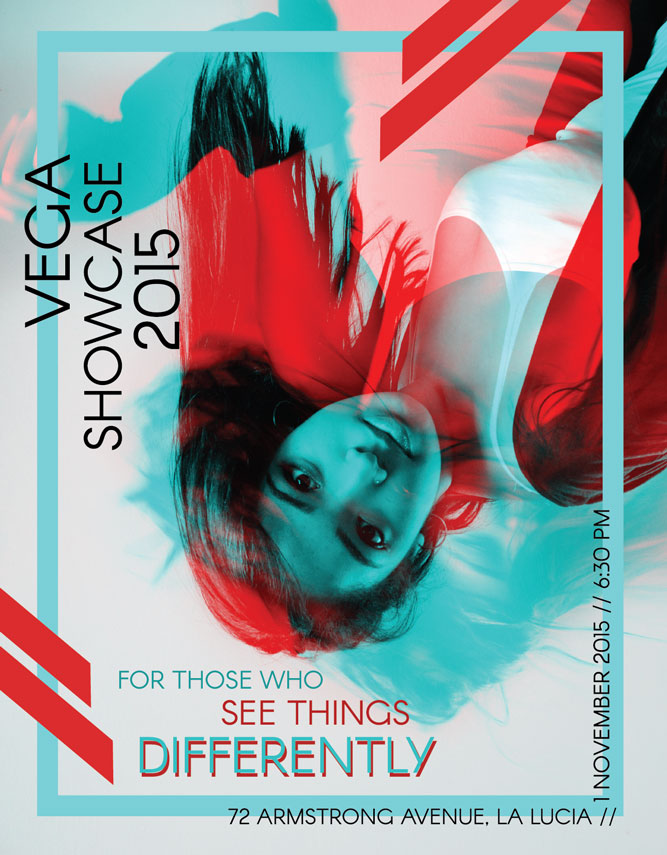 VEGA
SHOWCASE
2015
FOR THOSE WHO
SEE THINGS
DIFFERENTLY
72 ARMSTRONG AVENUE, LA LUCIA //
1 NOVEMBER 2015 // 6:30 PM